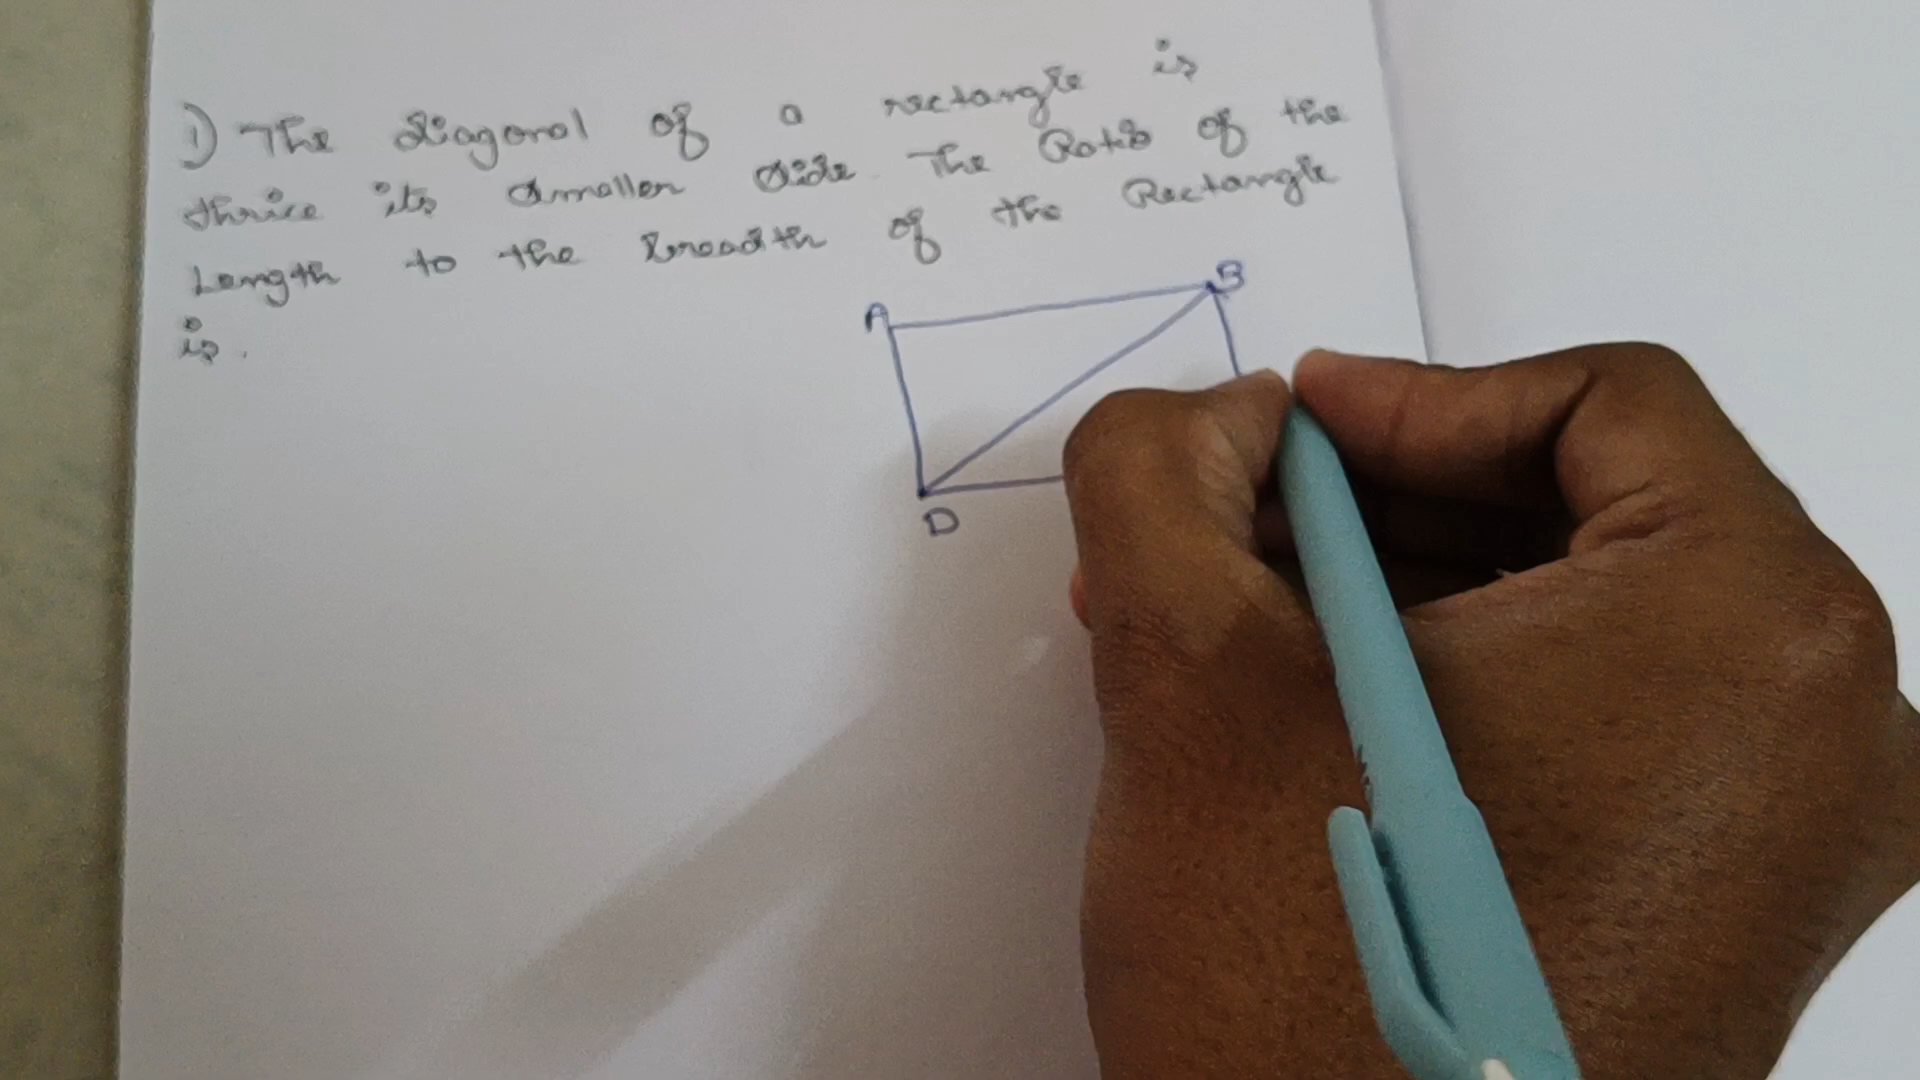 1) The diagonal of a rectangle is
thrice its smaller side The Ratio of the
Length to the breadth of the Rectangle
is.
A
B
D